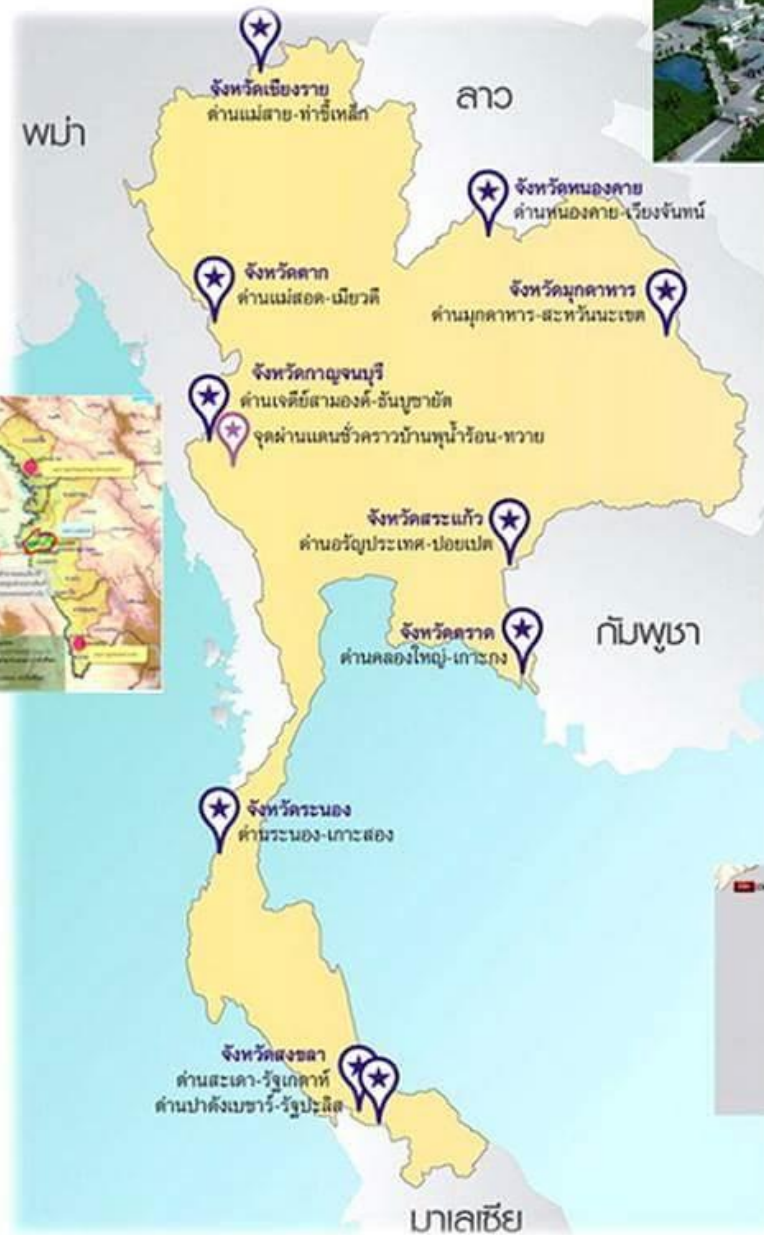 จังหวัดเชียงราย
ด่านแม่สาย-ท่าขี้เหล็ก
ลาว
พม่า
จังหวัดหนองคาย
ด่านหนองคาย-เวียงจันทน์
จังหวัดตาก
ด่านแม่สอด-เมียวดี
จังหวัดมุกดาหาร
ด่านมุกดาหาร-สะหวันนะเขต
จังหวัดกาญจนบุรี
ด่านเจดีย์สามองค์-ธันบูซายัต
จุดผ่านแดนชั่วคราวบ้านพุน้ำร้อน-ทวาย
จังหวัดสระแก้ว
ด่านอรัญประเทศ-ปอยเปต
จังหวัดตราด
ด่านคลองใหญ่-เกาะกง
กัมพูชา
จังหวัดระนอง
ด่านระนอง-เกาะสอง
จังหวัดสงขลา
ด่านสะเดา-รัฐเกดาห์
ด่านปาดังเบซาร์-รัฐปะลิส
มาเลเซีย